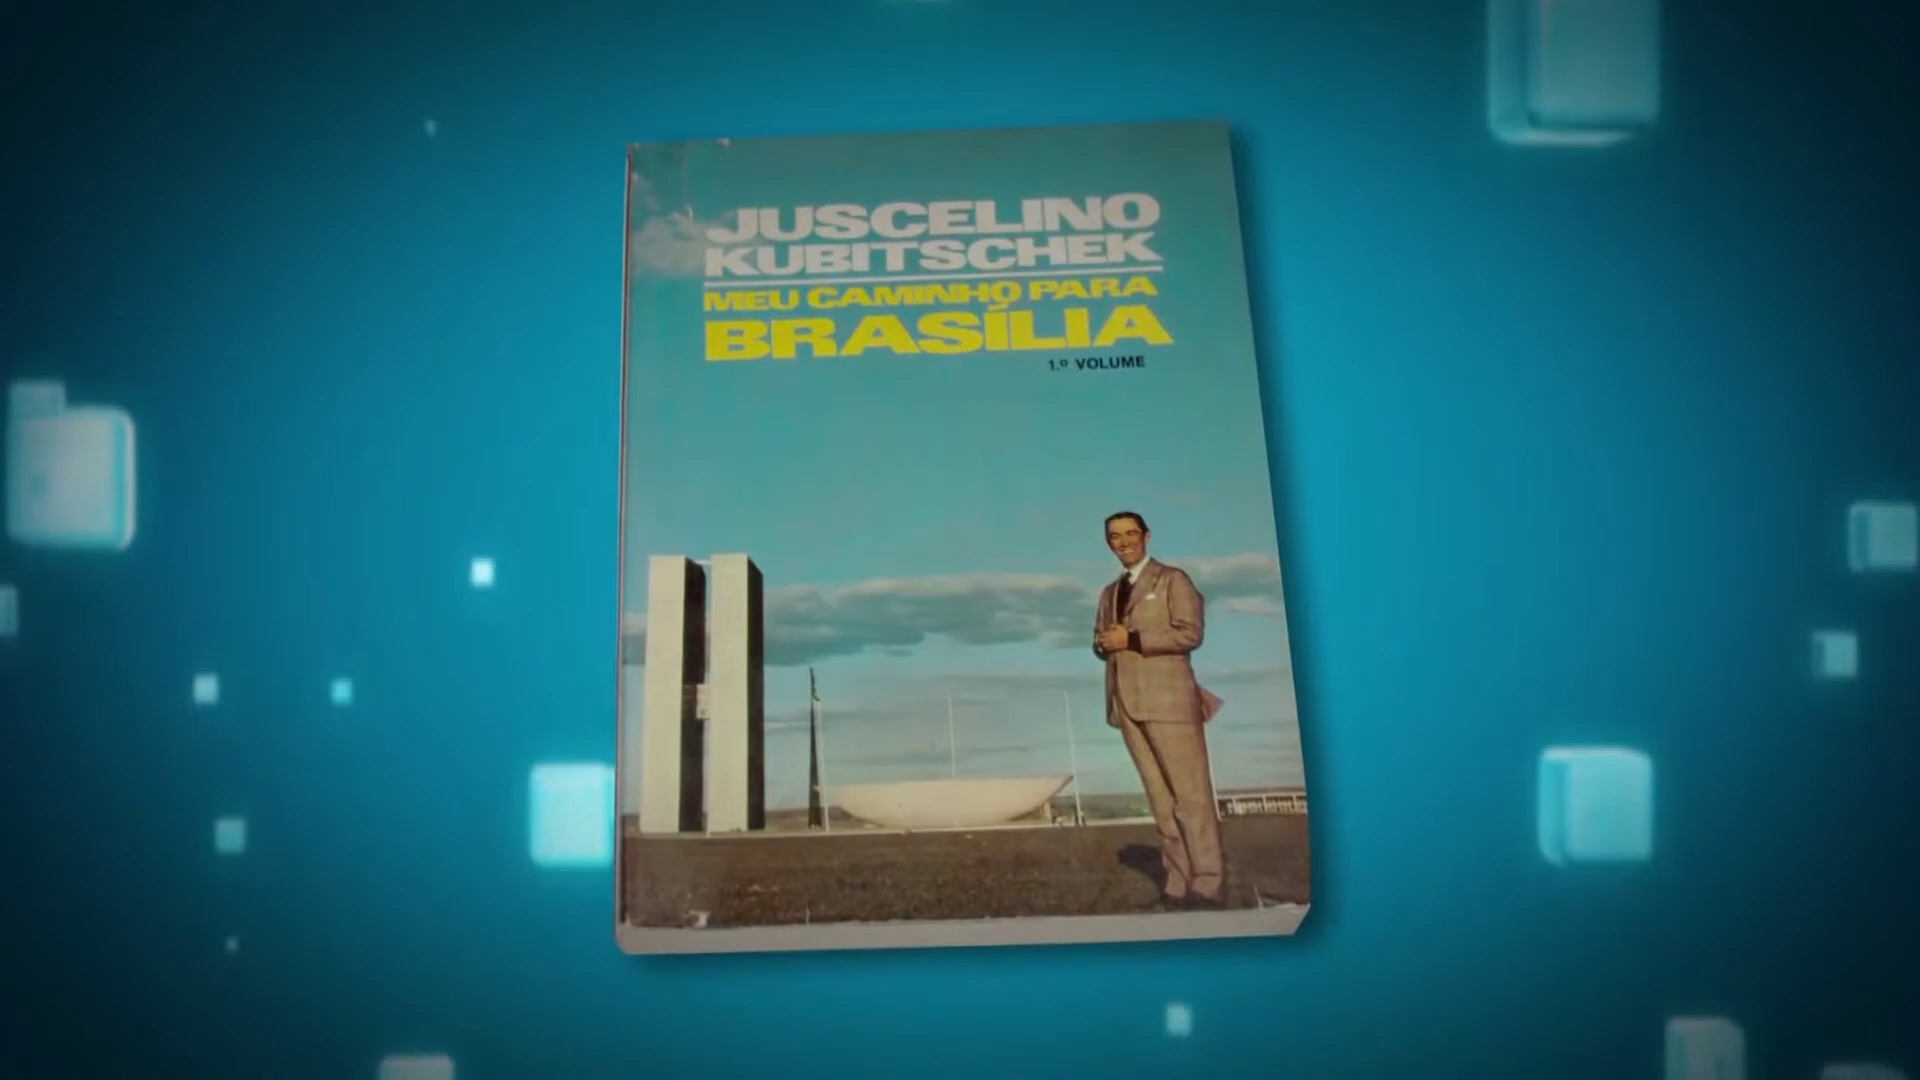 JUSCELINO
KUBITSCHEK
MEU CAMINHO PARA
BRASÍLIA
1.º VOLUME